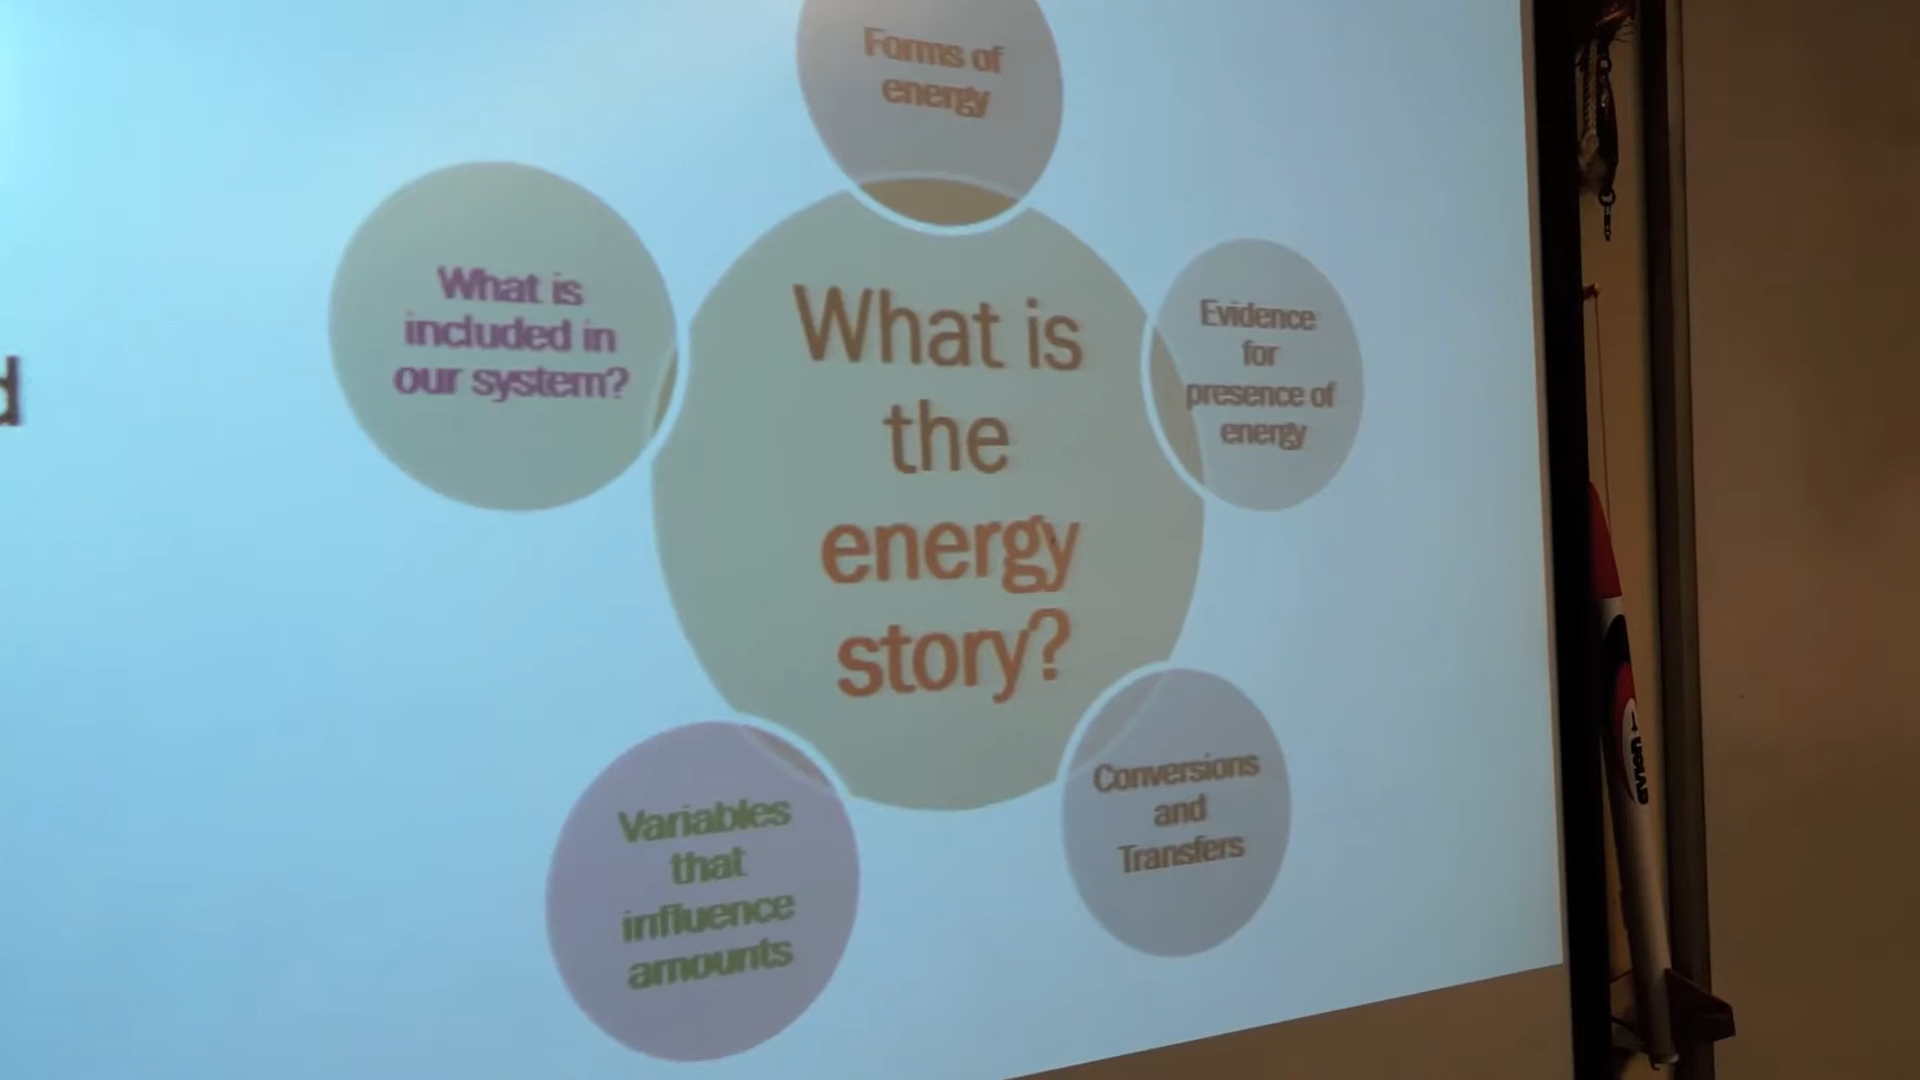 Forms of
energy
What is
included in
our system?
What is
the
energy
story?
Evidence
for
presence of
energy
Variables
that
influence
amounts
Conversions
and
Transfers
d